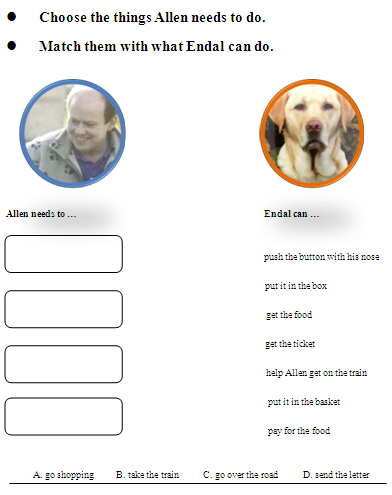 ● Choose the things Allen needs to do.
● Match them with what Endal can do.
Allen needs to ... Endal can ...
push the button with his nose
put it in the box
get the food
get the ticket
help Allen get on the train
put it in the basket
pay for the food
A. go shopping B. take the train C. go over the road D. send the letter